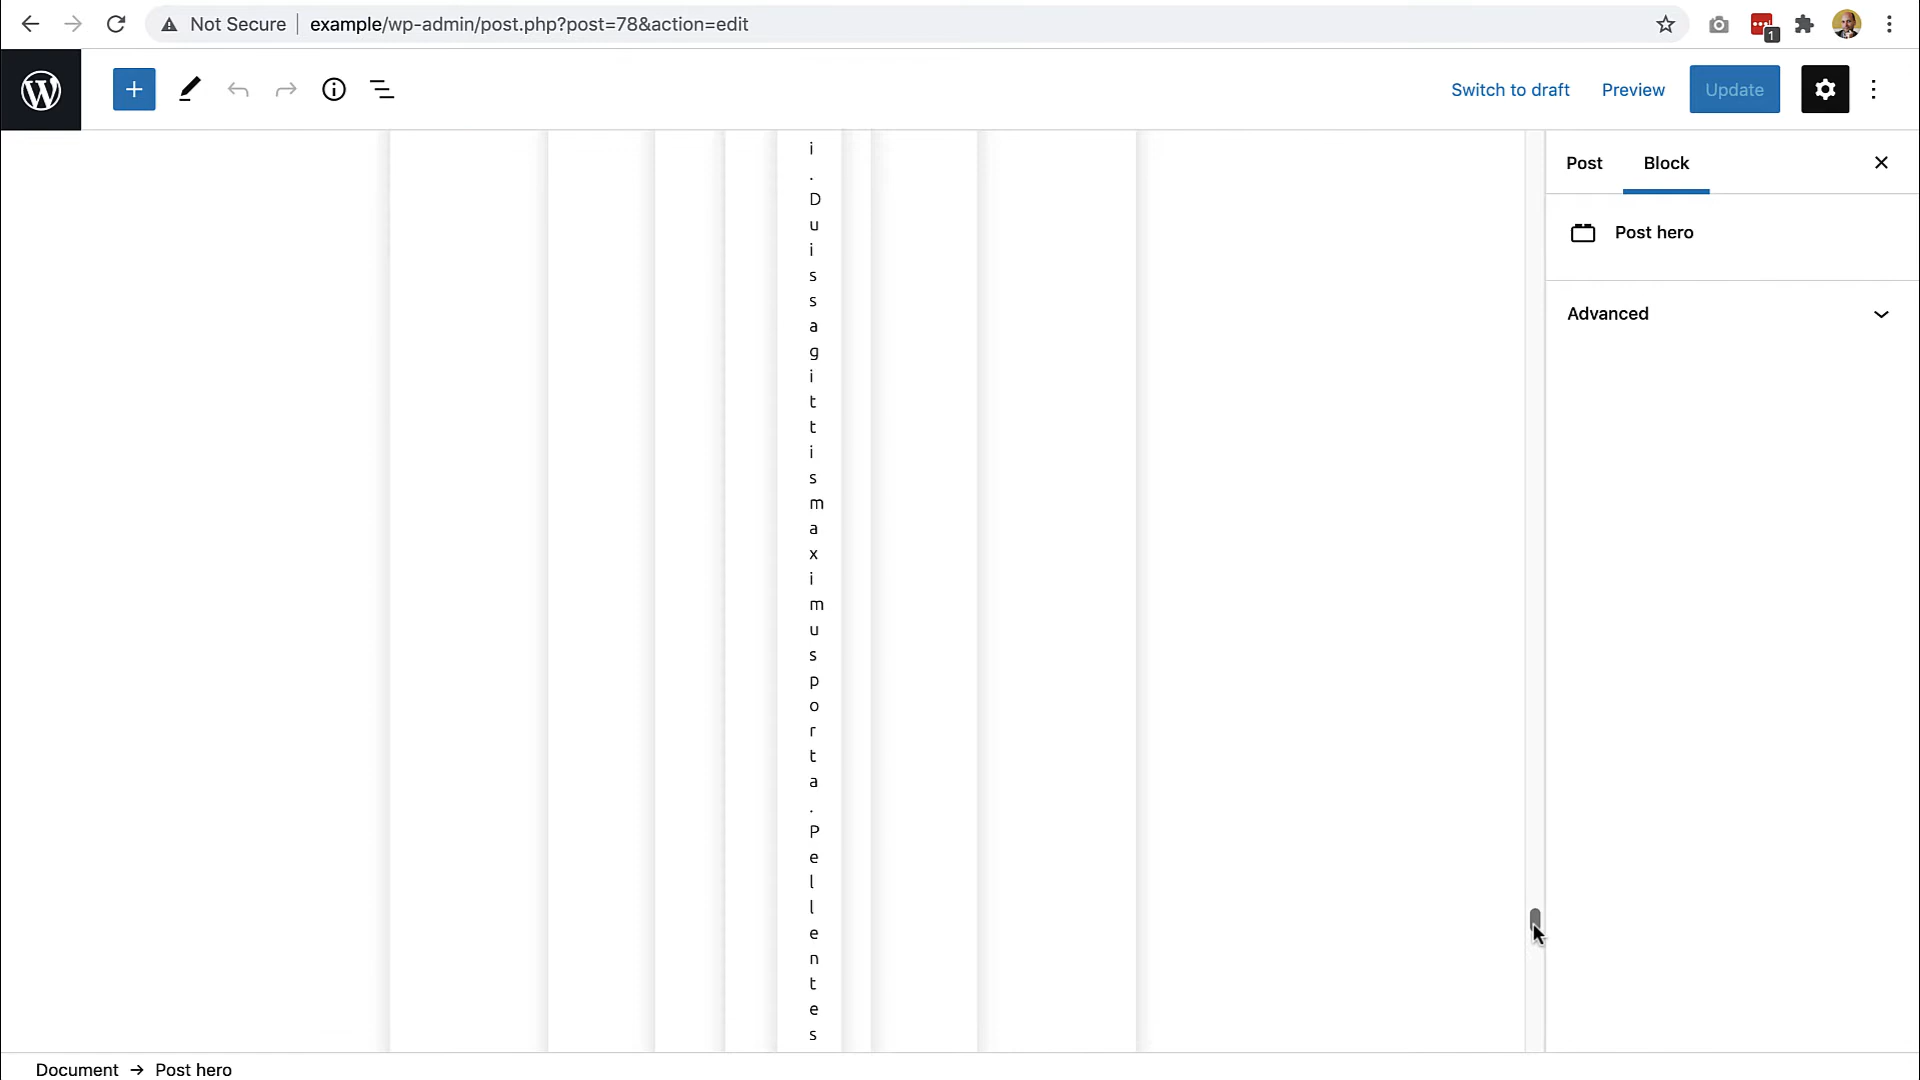 Not Secure
example/wp-admin/post.php?post=78&action=edit
1
Switch to draft
Preview
Update
Post
Block
Post hero
Advanced
i
.
D
u
i
s
s
a
g
i
t
t
i
s
m
a
x
i
m
u
s
p
o
r
t
a
.
P
e
l
l
e
n
t
e
s
Document → Post hero